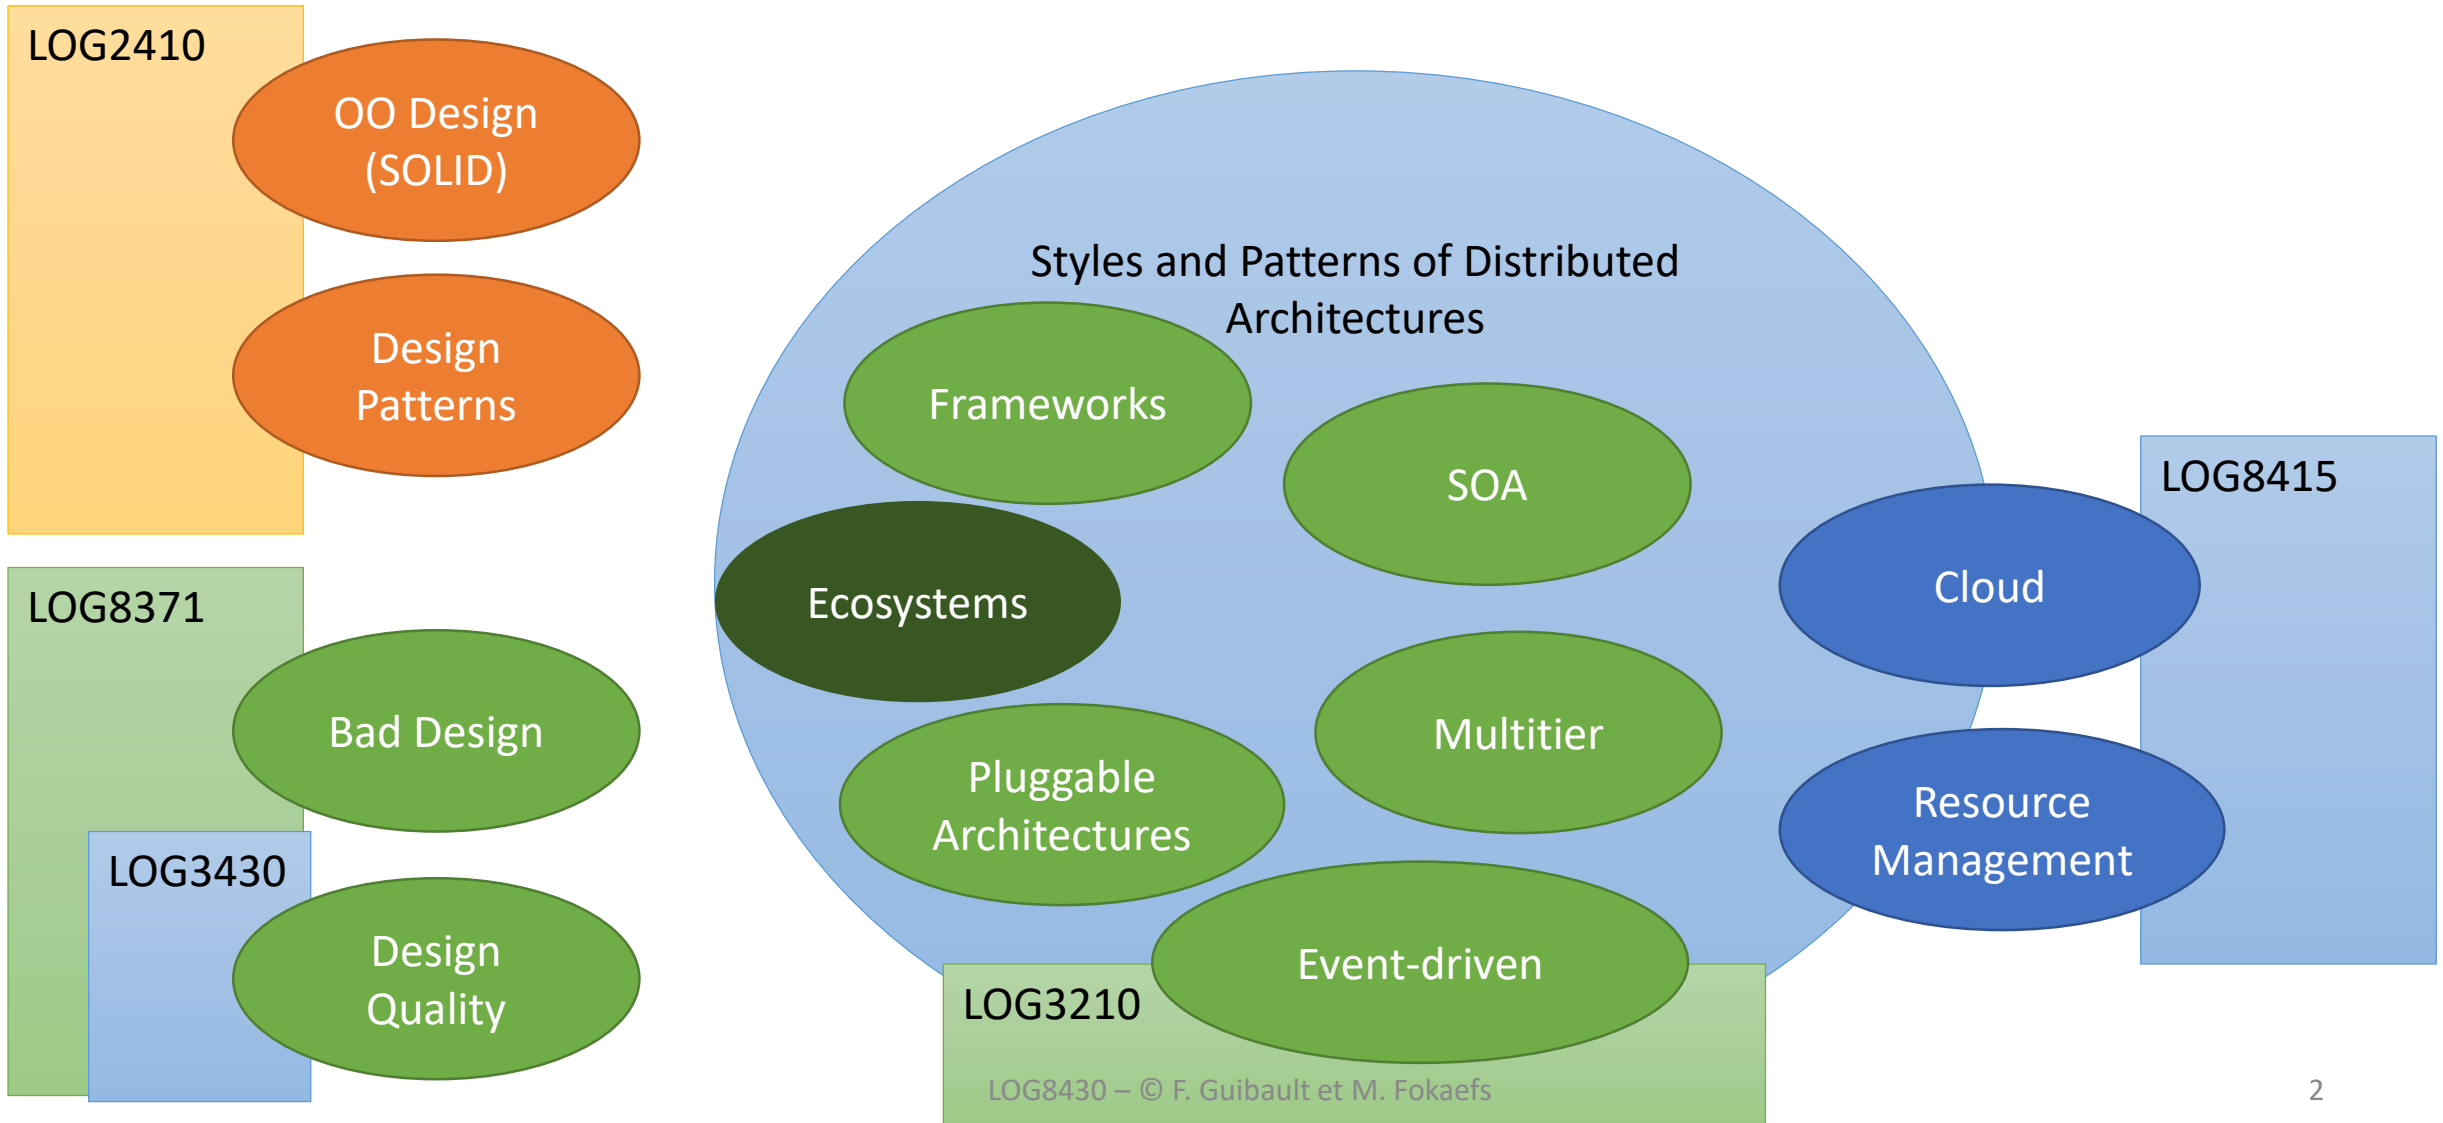 LOG2410
OO Design
(SOLID)
Design
Patterns
LOG8371
Bad Design
LOG3430
Design
Quality
Styles and Patterns of Distributed
Architectures
Frameworks
SOA
Ecosystems
Multitier
Pluggable
Architectures
Event-driven
LOG3210
LOG8415
Cloud
Resource
Management
LOG8430 – © F. Guibault et M. Fokaefs
2